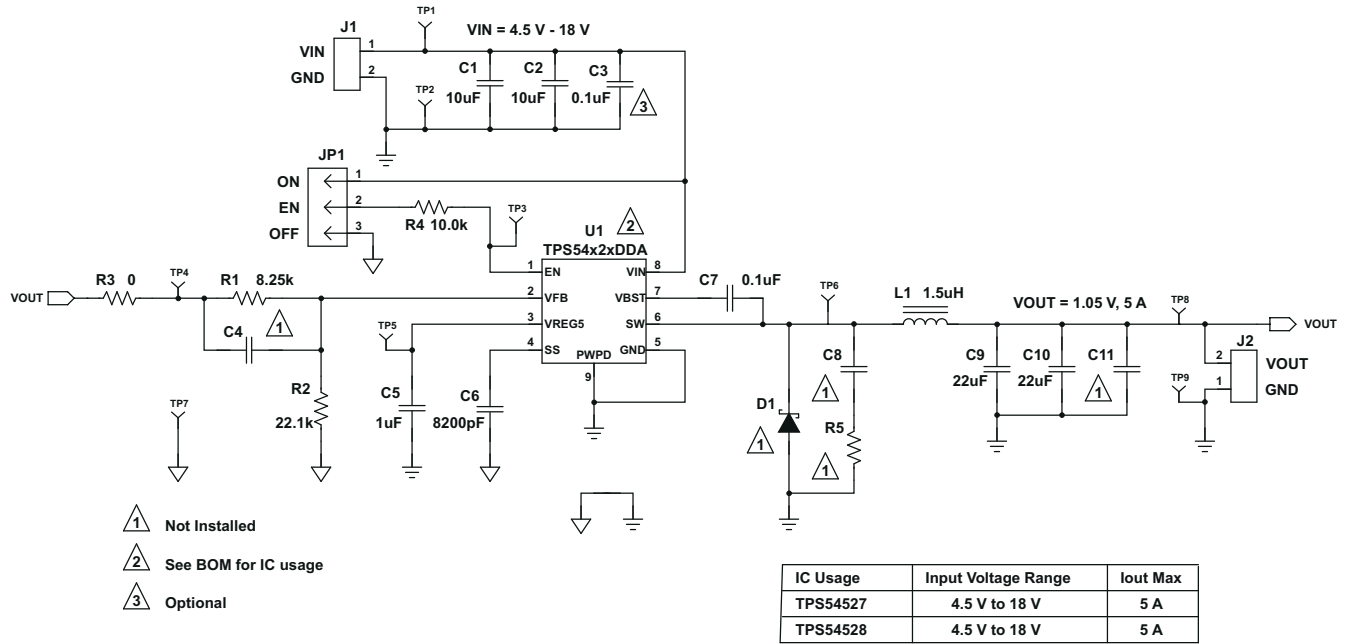 TP1
J1
VIN = 4.5 V - 18 V
VIN
1
GND
2
C1
10uF
C2
10uF
C3
0.1uF
3
TP2
JP1
ON
1
EN
2
OFF
3
R4 10.0k
TP3
U1
2
TPS54x2xDDA
1 EN
2 VFB
3 VREG5
4 SS
VIN 8
VBST 7
SW 6
GND 5
PWPD
9
VOUT
R3 0
TP4
R1 8.25k
C4
1
R2
22.1k
TP7
TP5
C5
1uF
C6
8200pF
C7 0.1uF
TP6
L1 1.5uH
VOUT = 1.05 V, 5 A
TP8
VOUT
D1
1
C8
1
R5
1
C9
22uF
C10
22uF
C11
1
TP9
J2
2
VOUT
1
GND
1 Not Installed
2 See BOM for IC usage
3 Optional
IC Usage Input Voltage Range Iout Max
TPS54527 4.5 V to 18 V 5 A
TPS54528 4.5 V to 18 V 5 A